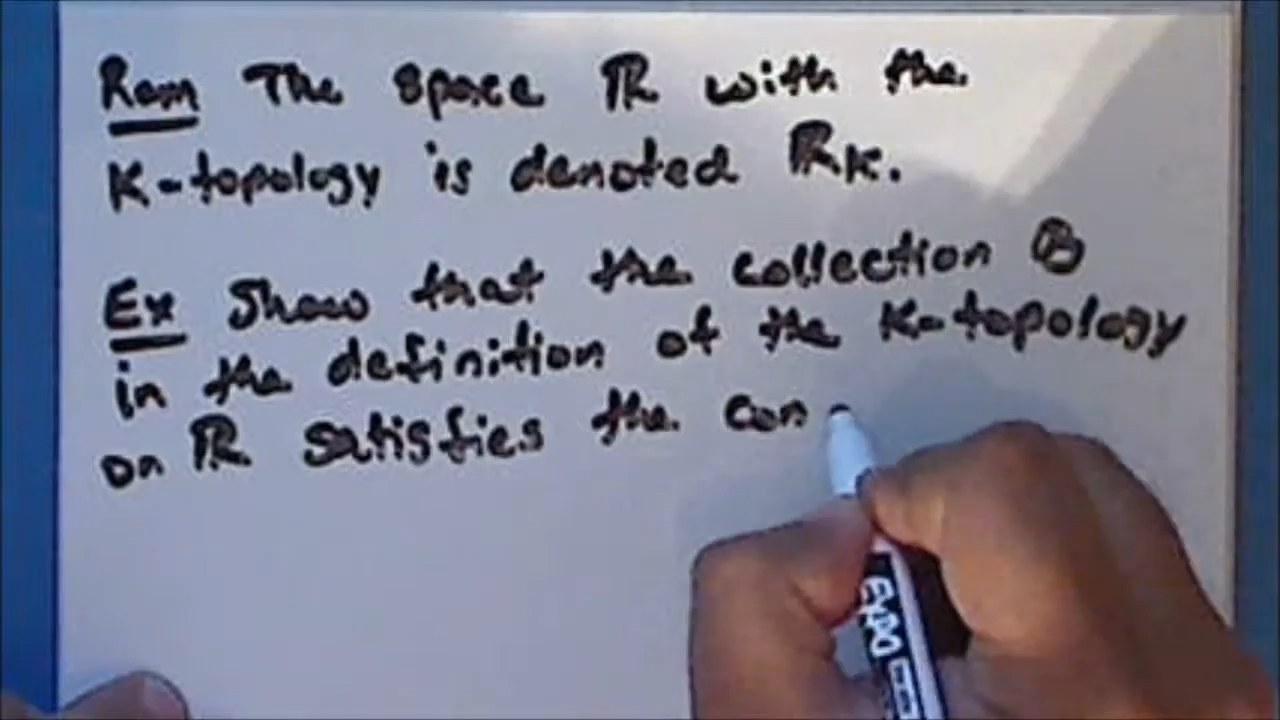 Rem The space ℝ with the
K-topology is denoted ℝK.
Ex Show that the collection ℬ
in the definition of the K-topology
on ℝ satisfies the con
EXPO